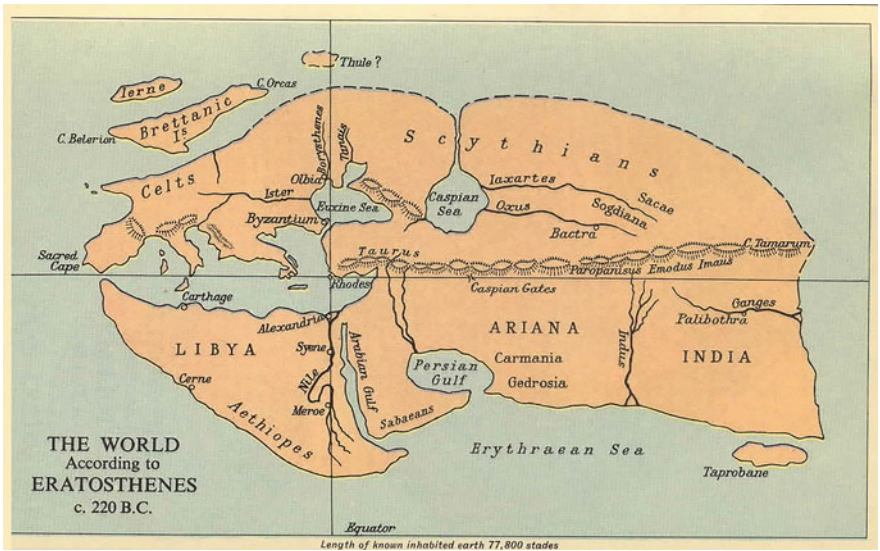 Thule ?
Ierne
C. Orcas
Brettanic
Is
C. Belerion
Celts
Borysthenes
Tanais
Scythians
Olbia
Ister
Euxine Sea
Byzantium
Caspian
Sea
Iaxartes
Oxus
Sogdiana
Sacae
Bactra
Sacred
Cape
Taurus
C. Tamarum
Paropanisus Emodus Imaus
Rhodes
Caspian Gates
Carthage
Alexandria
LIBYA
Syene
Nile
Arabian Gulf
Cerne
Meroe
Aethiopes
Sabaeans
Persian
Gulf
ARIANA
Carmania
Gedrosia
Indus
Ganges
Palibothra
INDIA
Erythraean Sea
Taprobane
THE WORLD
According to
ERATOSTHENES
c. 220 B.C.
Equator
Length of known inhabited earth 77,800 stades